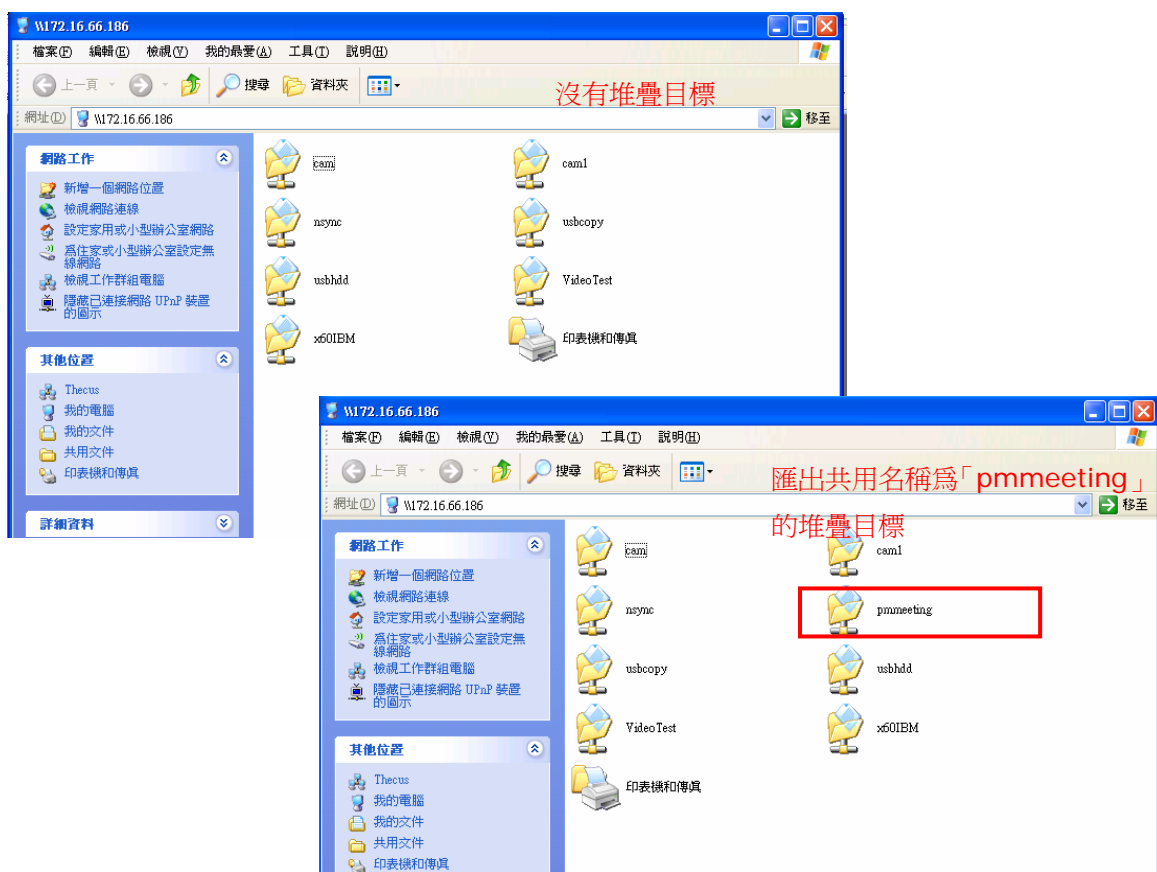 \\172.16.66.186
檔案(F) 編輯(E) 檢視(V) 我的最愛(A) 工具(T) 說明(H)
上一頁 搜尋 資料夾
沒有堆疊目標
網址(D) \\172.16.66.186 移至
網路工作
新增一個網路位置
檢視網路連線
設定家用或小型辦公室網路
為住家或小型辦公室設定無
線網路
檢視工作群組電腦
隱藏已連接網路 UPnP 裝置
的圖示
其他位置
Thecus
我的電腦
我的文件
共用文件
印表機和傳真
詳細資料
cam cam1
nsync usbcopy
usbhdd VideoTest
x60IBM 印表機和傳真
\\172.16.66.186
檔案(F) 編輯(E) 檢視(V) 我的最愛(A) 工具(T) 說明(H)
上一頁 搜尋 資料夾
匯出共用名稱為「pmmeeting」
的堆疊目標
網址(D) \\172.16.66.186 移至
網路工作
新增一個網路位置
檢視網路連線
設定家用或小型辦公室網路
為住家或小型辦公室設定無
線網路
檢視工作群組電腦
隱藏已連接網路 UPnP 裝置
的圖示
其他位置
Thecus
我的電腦
我的文件
共用文件
印表機和傳真
cam cam1
nsync pmmeeting
usbcopy usbhdd
VideoTest x60IBM
印表機和傳真